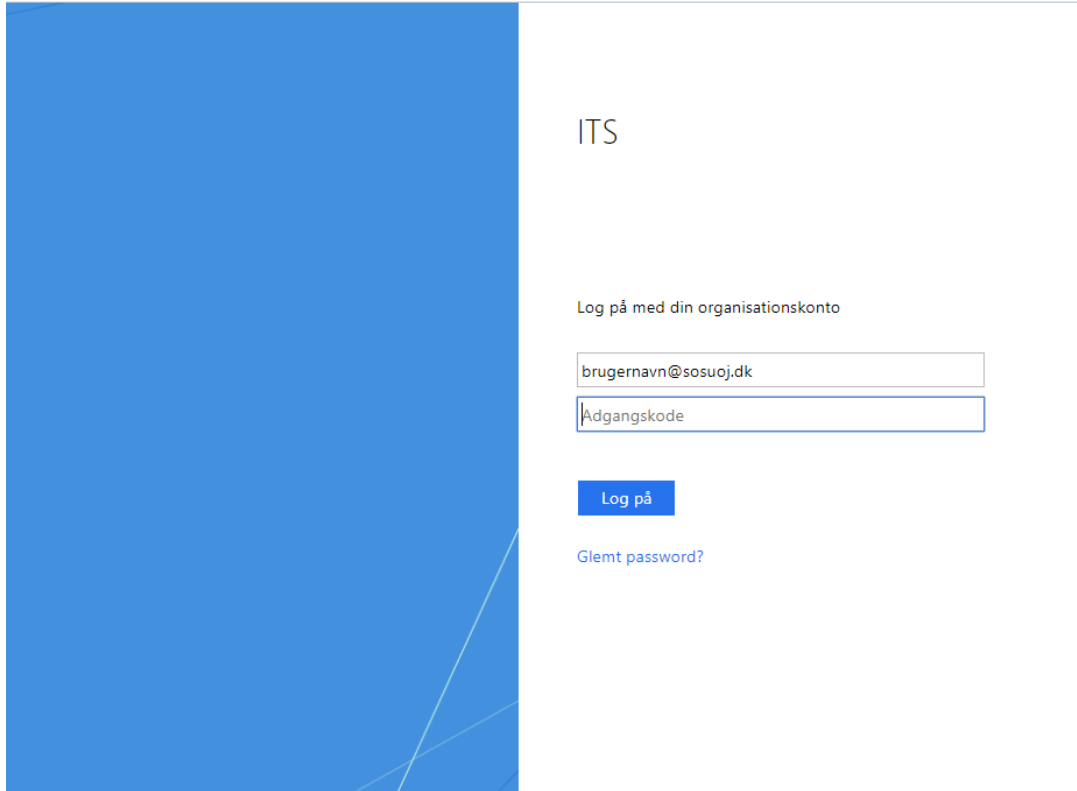 ITS
Log på med din organisationskonto
brugernavn@sosuoj.dk
Adgangskode
Log på
Glemt password?